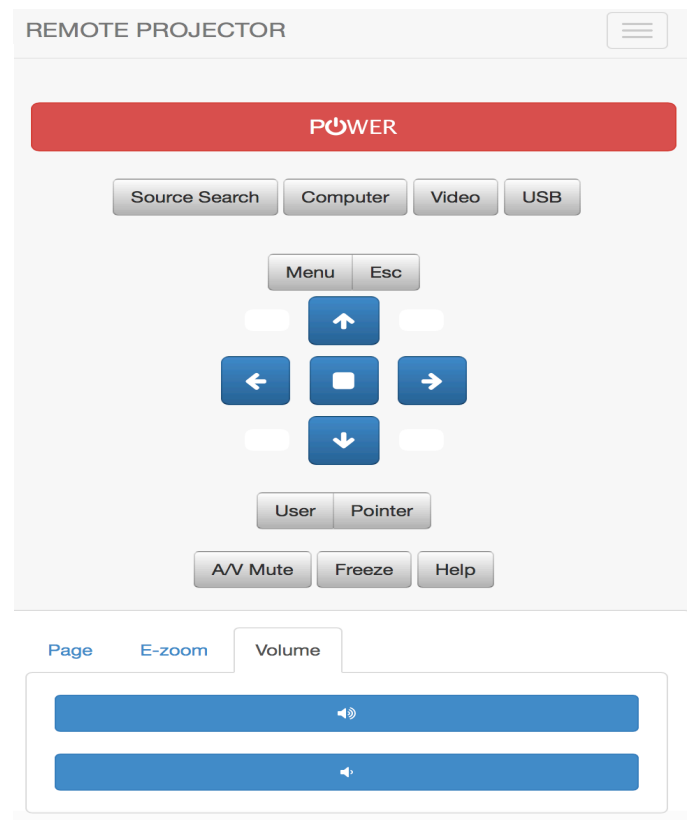 REMOTE PROJECTOR
POWER
Source Search Computer Video USB
Menu Esc
User Pointer
A/V Mute Freeze Help
Page E-zoom Volume